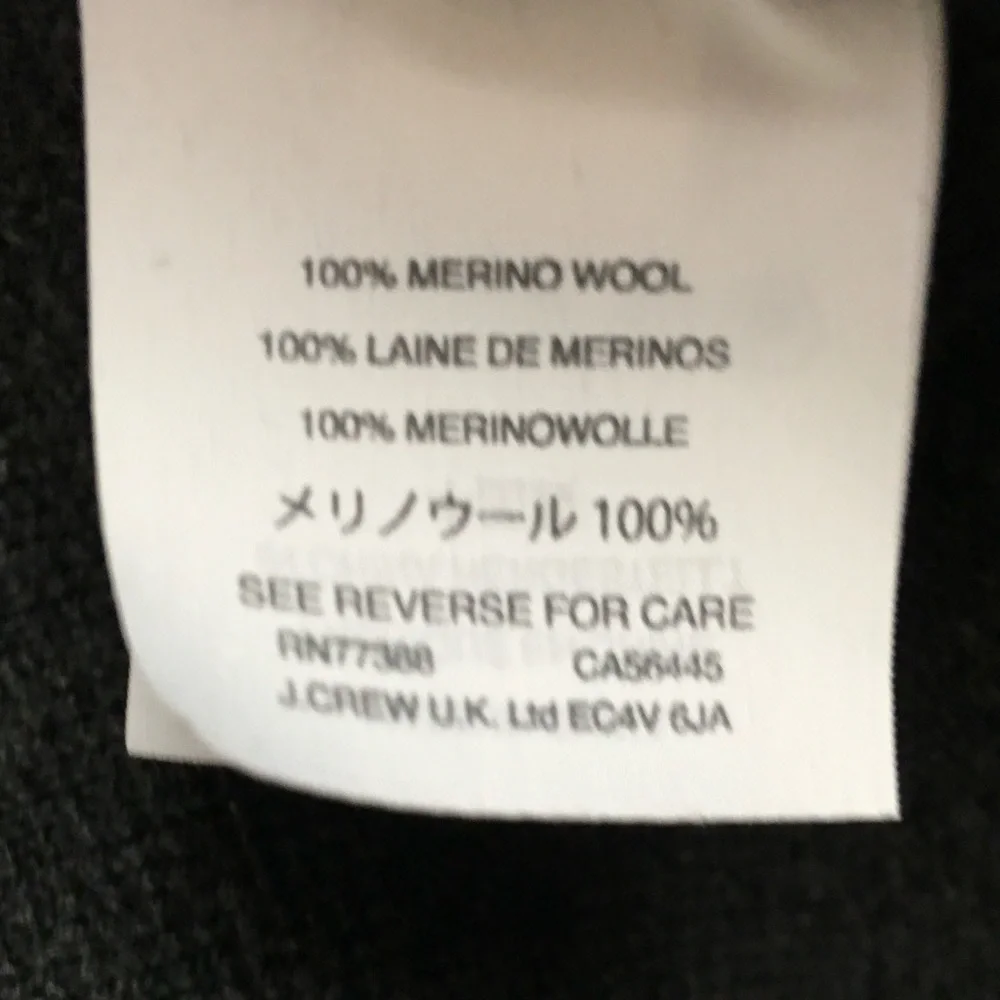 100% MERINO WOOL
100% LAINE DE MERINOS
100% MERINOWOLLE
メリノウール 100%
SEE REVERSE FOR CARE
RN77388 CA56445
J.CREW U.K. Ltd EC4V 6JA